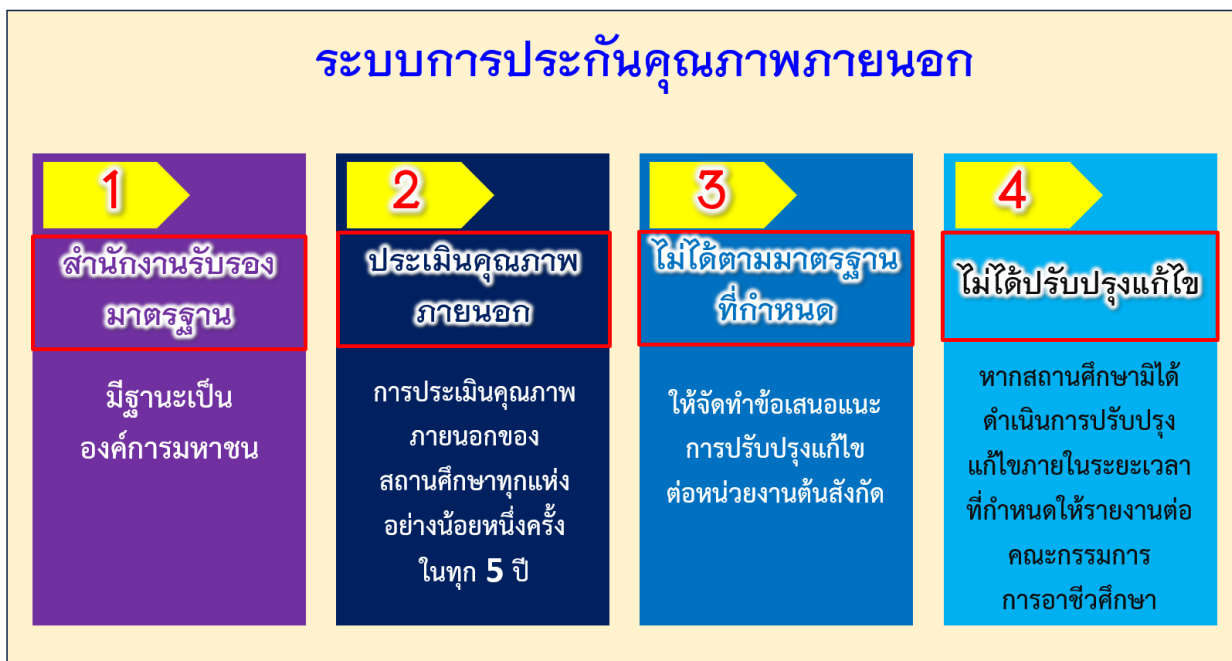 ระบบการประกันคุณภาพภายนอก
1
สำนักงานรับรอง
มาตรฐาน
มีฐานะเป็น
องค์การมหาชน
2
ประเมินคุณภาพ
ภายนอก
การประเมินคุณภาพ
ภายนอกของ
สถานศึกษาทุกแห่ง
อย่างน้อยหนึ่งครั้ง
ในทุก 5 ปี
3
ไม่ได้ตามมาตรฐาน
ที่กำหนด
ให้จัดทำข้อเสนอแนะ
การปรับปรุงแก้ไข
ต่อหน่วยงานต้นสังกัด
4
ไม่ได้ปรับปรุงแก้ไข
หากสถานศึกษามิได้
ดำเนินการปรับปรุง
แก้ไขภายในระยะเวลา
ที่กำหนดให้รายงานต่อ
คณะกรรมการ
การอาชีวศึกษา